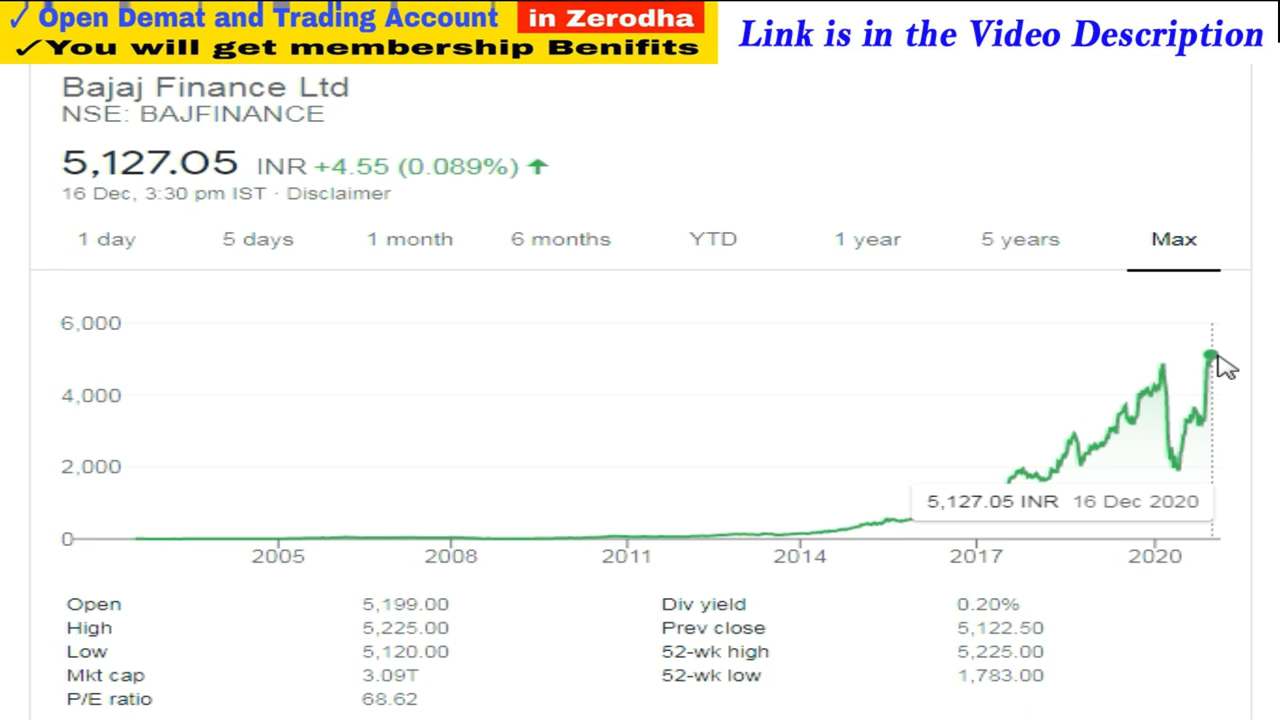 ✓ Open Demat and Trading Account in Zerodha
✓You will get membership Benifits
Link is in the Video Description
Bajaj Finance Ltd
NSE: BAJFINANCE
5,127.05 INR +4.55 (0.089%) ↑
16 Dec, 3:30 pm IST · Disclaimer
1 day 5 days 1 month 6 months YTD 1 year 5 years Max
6,000
4,000
2,000
5,127.05 INR 16 Dec 2020
0
2005 2008 2011 2014 2017 2020
Open 5,199.00 Div yield 0.20%
High 5,225.00 Prev close 5,122.50
Low 5,120.00 52-wk high 5,225.00
Mkt cap 3.09T 52-wk low 1,783.00
P/E ratio 68.62